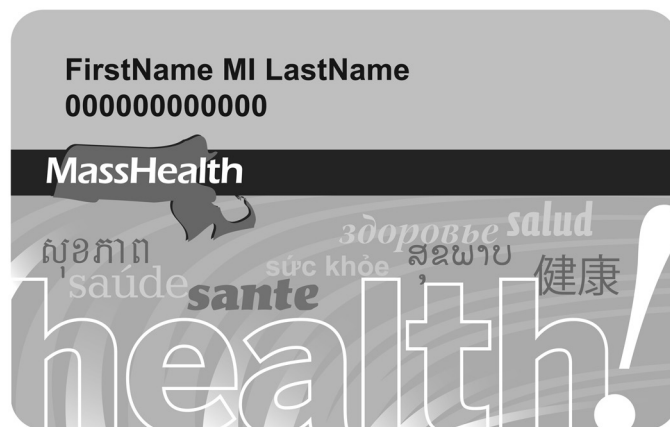 FirstName MI LastName
000000000000
MassHealth
здоровье salud
សុខភាព sức khỏe ສຸຂພາບ 健康
saúde sante
health!